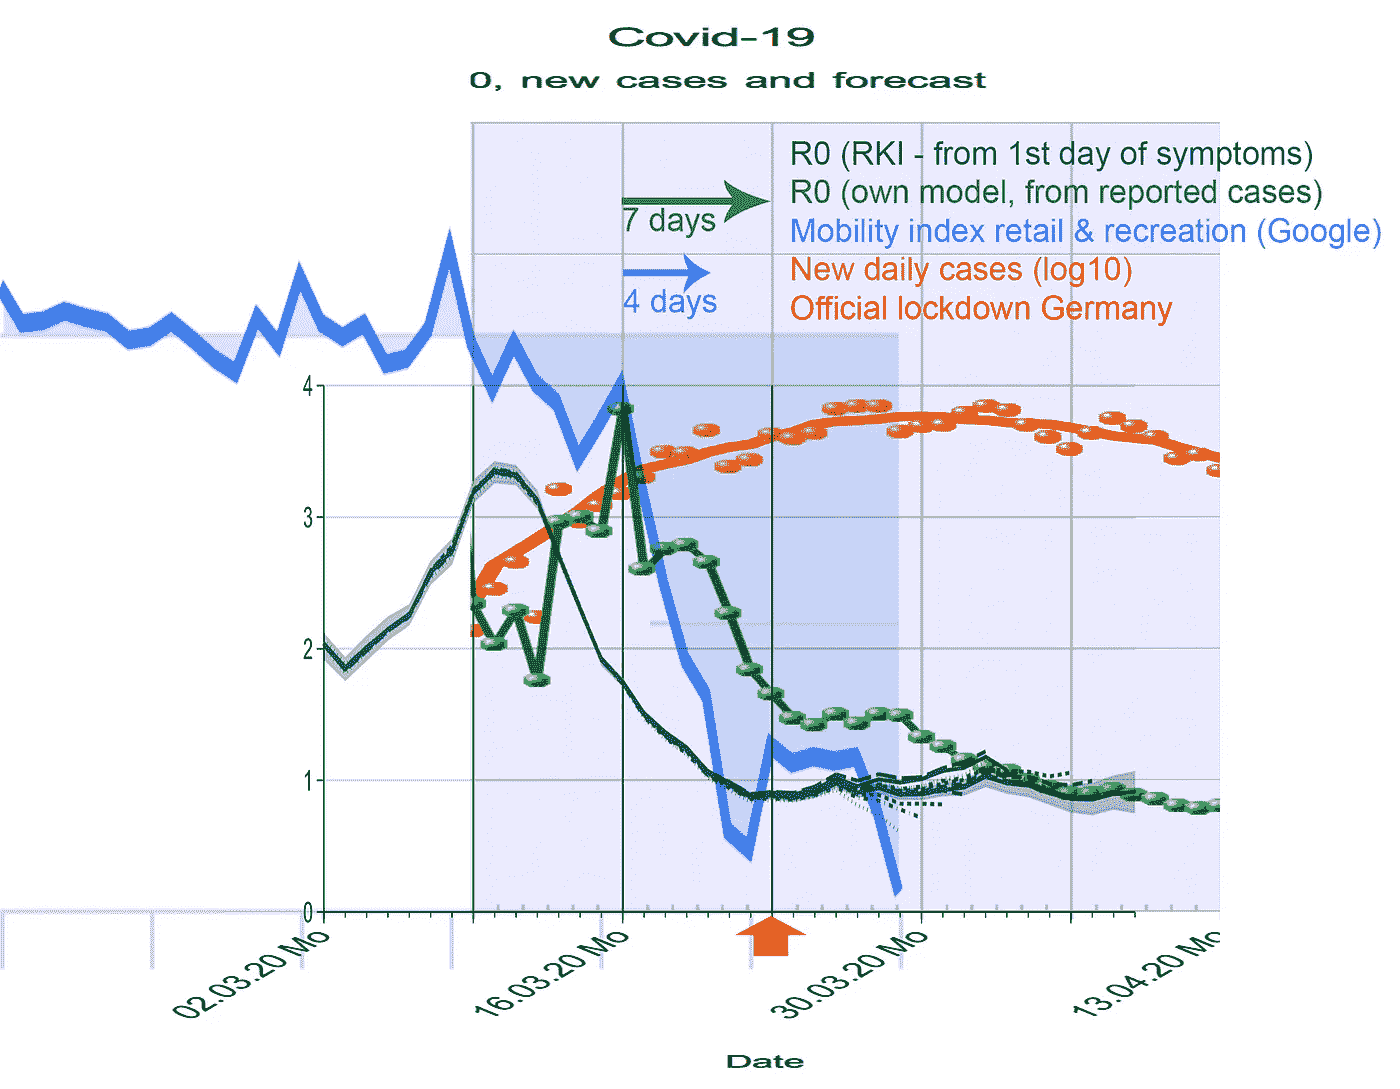 Covid-19
0, new cases and forecast
R0 (RKI - from 1st day of symptoms)
R0 (own model, from reported cases)
7 days
Mobility index retail & recreation (Google)
New daily cases (log10)
4 days
Official lockdown Germany
4
3
2
1
0
02.03.20 Mo
16.03.20 Mo
30.03.20 Mo
13.04.20 Mo
Date